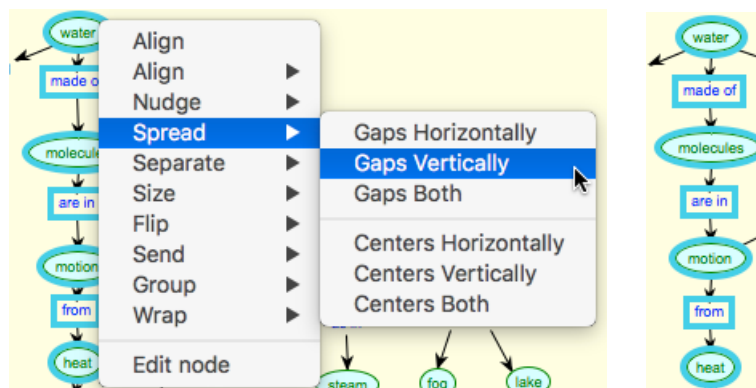 water
made o
molecule
are in
motion
from
heat
Align
Align
Nudge
Spread
Separate
Size
Flip
Send
Group
Wrap
Edit node
Gaps Horizontally
Gaps Vertically
Gaps Both
Centers Horizontally
Centers Vertically
Centers Both
steam
fog
lake
water
made of
molecules
are in
motion
from
heat